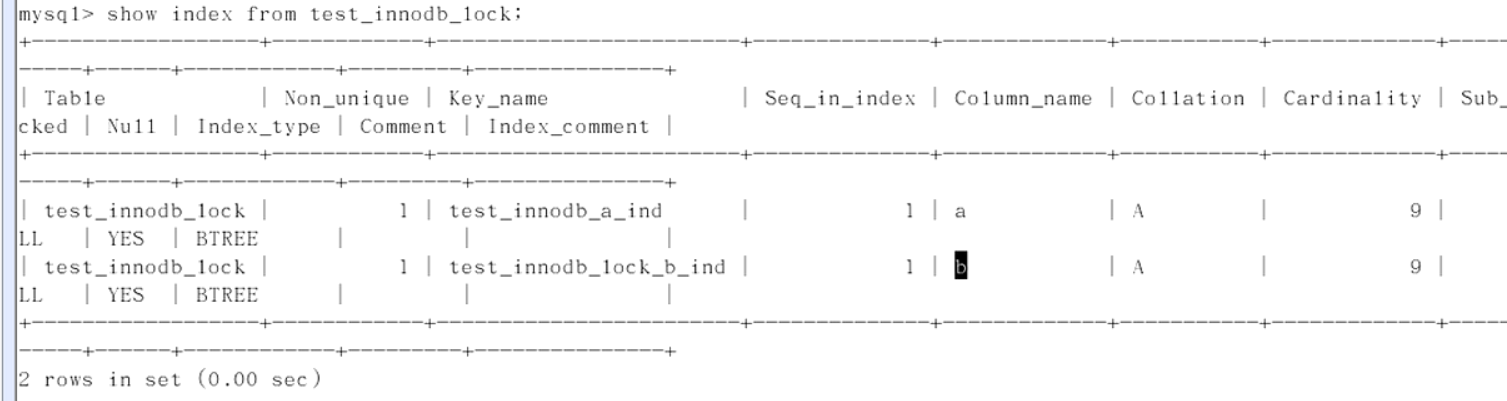 mysql> show index from test_innodb_lock;
+-------------------+------------+-------------------------+--------------+-------------+-----------+-------------+-----
-----+------+------------+---------+---------------+
| Table | Non_unique | Key_name | Seq_in_index | Column_name | Collation | Cardinality | Sub_
cked | Null | Index_type | Comment | Index_comment |
+-------------------+------------+-------------------------+--------------+-------------+-----------+-------------+-----
-----+------+------------+---------+---------------+
| test_innodb_lock | 1 | test_innodb_a_ind | 1 | a | A | 9 |
LL | YES | BTREE | | |
| test_innodb_lock | 1 | test_innodb_lock_b_ind | 1 | b | A | 9 |
LL | YES | BTREE | | |
+-------------------+------------+-------------------------+--------------+-------------+-----------+-------------+-----
-----+------+------------+---------+---------------+
2 rows in set (0.00 sec)